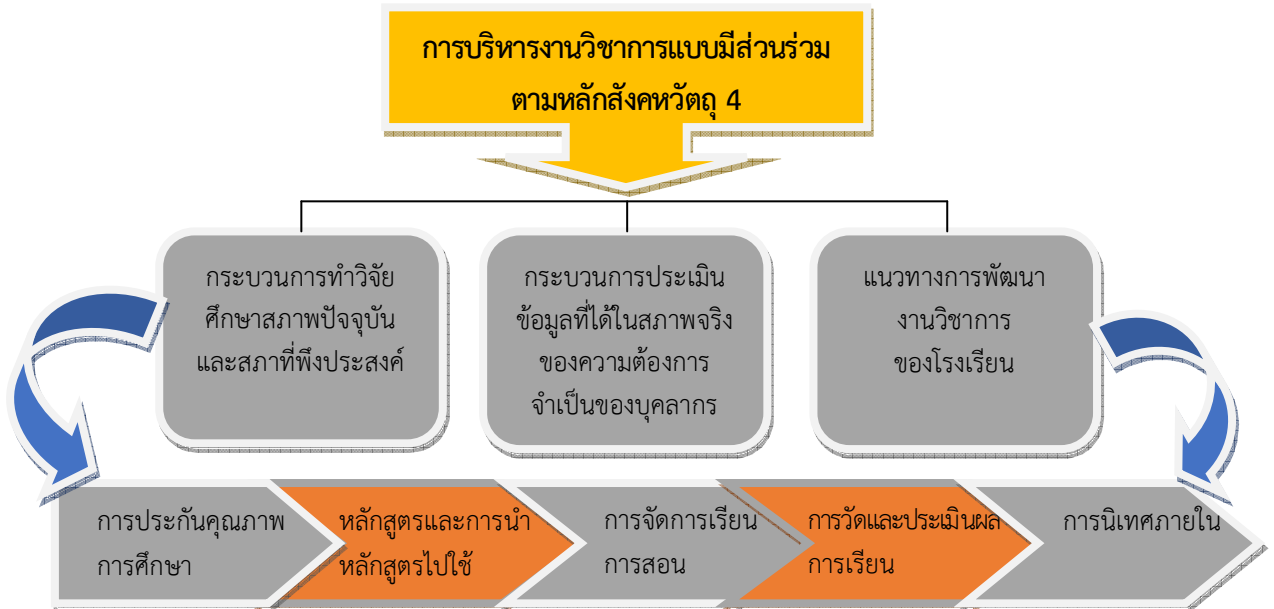 การบริหารงานวิชาการแบบมีส่วนร่วม
ตามหลักสังคหวัตถุ 4
กระบวนการทำวิจัย
ศึกษาสภาพปัจจุบัน
และสภาที่พึงประสงค์
กระบวนการประเมิน
ข้อมูลที่ได้ในสภาพจริง
ของความต้องการ
จำเป็นของบุคลากร
แนวทางการพัฒนา
งานวิชาการ
ของโรงเรียน
การประกันคุณภาพ
การศึกษา
หลักสูตรและการนำ
หลักสูตรไปใช้
การจัดการเรียน
การสอน
การวัดและประเมินผล
การเรียน
การนิเทศภายใน